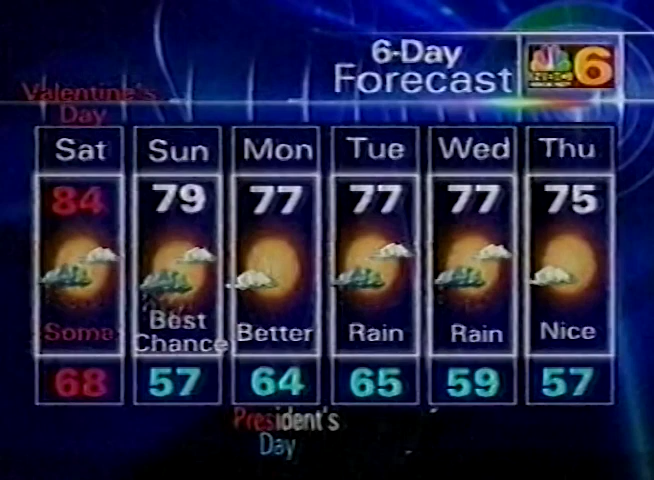 6-Day
Forecast
NBC 6
Valentine's
Day
Sat Sun Mon Tue Wed Thu
84 79 77 77 77 75
Some Best Chance Better Rain Rain Nice
68 57 64 65 59 57
President's
Day